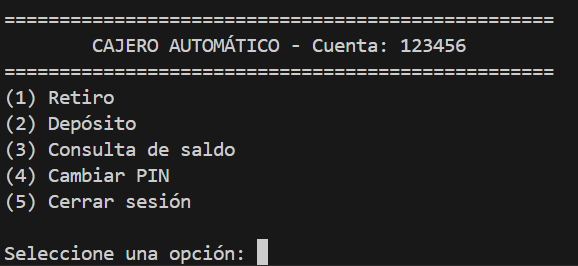 ==================================================
CAJERO AUTOMÁTICO - Cuenta: 123456
==================================================
(1) Retiro
(2) Depósito
(3) Consulta de saldo
(4) Cambiar PIN
(5) Cerrar sesión
Seleccione una opción: